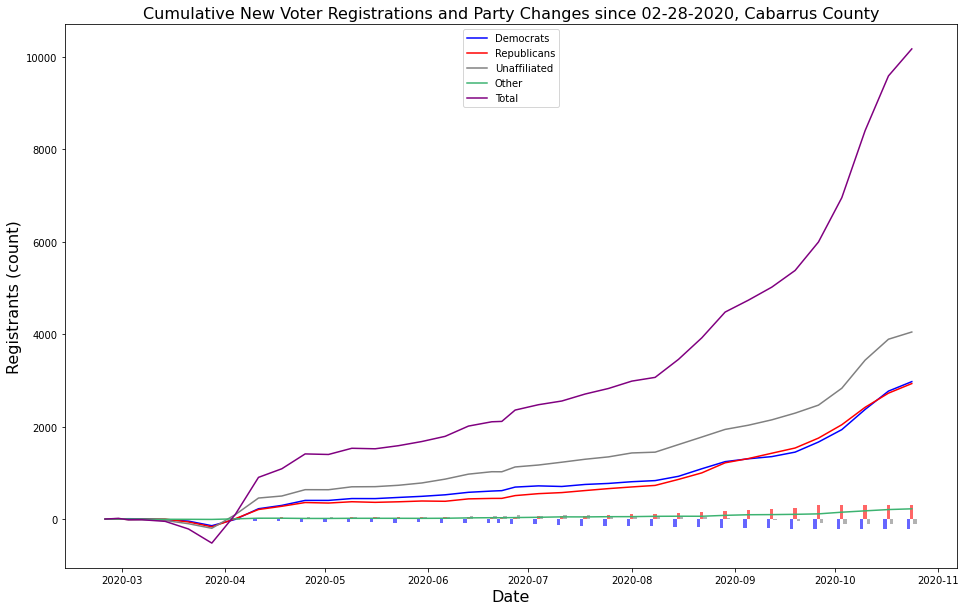 Cumulative New Voter Registrations and Party Changes since 02-28-2020, Cabarrus County
Democrats
Republicans
Unaffiliated
Other
Total
Registrants (count)
10000
8000
6000
4000
2000
0
2020-03
2020-04
2020-05
2020-06
2020-07
2020-08
2020-09
2020-10
2020-11
Date